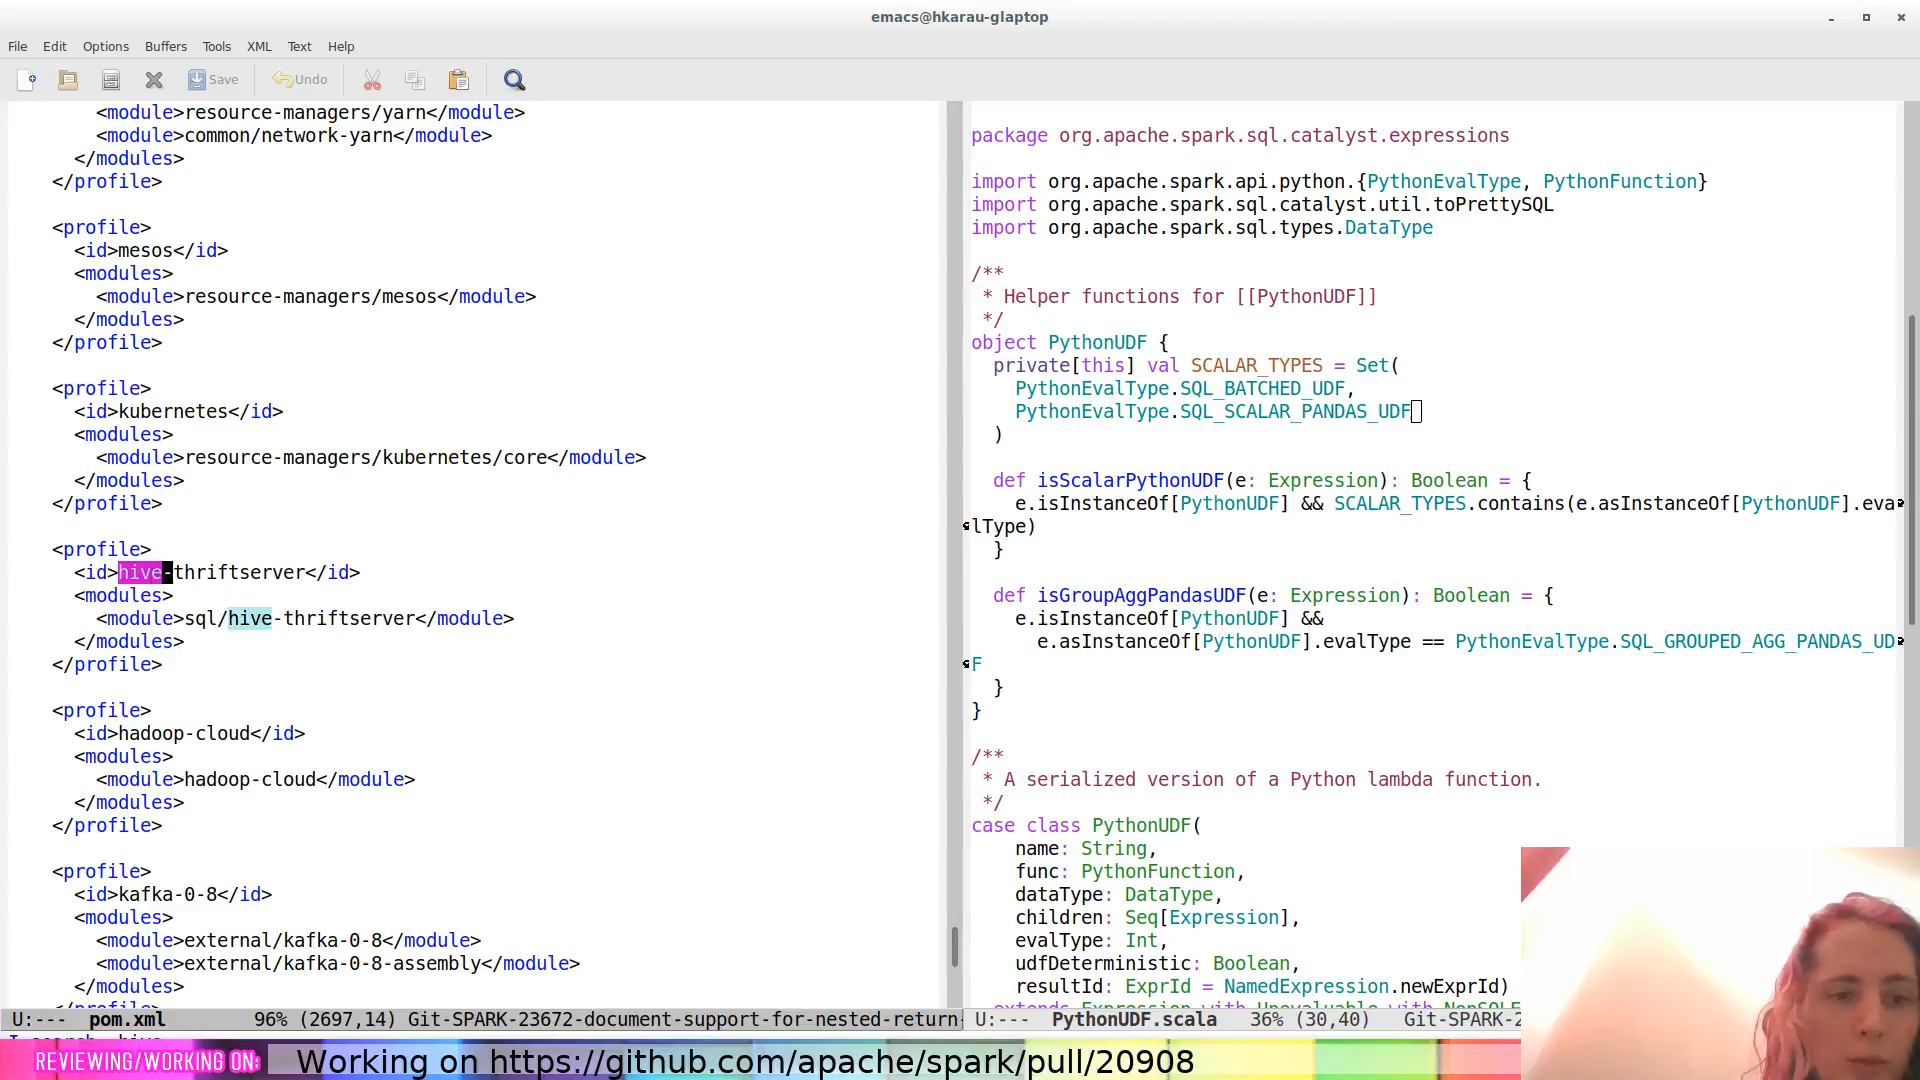 emacs@hkarau-glaptop
File Edit Options Buffers Tools XML Text Help
Save Undo
<module>resource-managers/yarn</module>
<module>common/network-yarn</module>
</modules>
</profile>
<profile>
<id>mesos</id>
<modules>
<module>resource-managers/mesos</module>
</modules>
</profile>
<profile>
<id>kubernetes</id>
<modules>
<module>resource-managers/kubernetes/core</module>
</modules>
</profile>
<profile>
<id>hive-thriftserver</id>
<modules>
<module>sql/hive-thriftserver</module>
</modules>
</profile>
<profile>
<id>hadoop-cloud</id>
<modules>
<module>hadoop-cloud</module>
</modules>
</profile>
<profile>
<id>kafka-0-8</id>
<modules>
<module>external/kafka-0-8</module>
<module>external/kafka-0-8-assembly</module>
</modules>
</profile>
U:--- pom.xml 96% (2697,14) Git-SPARK-23672-document-support-for-nested-return-
package org.apache.spark.sql.catalyst.expressions
import org.apache.spark.api.python.{PythonEvalType, PythonFunction}
import org.apache.spark.sql.catalyst.util.toPrettySQL
import org.apache.spark.sql.types.DataType
/**
* Helper functions for [[PythonUDF]]
*/
object PythonUDF {
private[this] val SCALAR_TYPES = Set(
PythonEvalType.SQL_BATCHED_UDF,
PythonEvalType.SQL_SCALAR_PANDAS_UDF
)
def isScalarPythonUDF(e: Expression): Boolean = {
e.isInstanceOf[PythonUDF] && SCALAR_TYPES.contains(e.asInstanceOf[PythonUDF].eva
lType)
}
def isGroupAggPandasUDF(e: Expression): Boolean = {
e.isInstanceOf[PythonUDF] &&
e.asInstanceOf[PythonUDF].evalType == PythonEvalType.SQL_GROUPED_AGG_PANDAS_UD
F
}
}
/**
* A serialized version of a Python lambda function.
*/
case class PythonUDF(
name: String,
func: PythonFunction,
dataType: DataType,
children: Seq[Expression],
evalType: Int,
udfDeterministic: Boolean,
resultId: ExprId = NamedExpression.newExprId)
extends Expression with Unevaluable with NonSQLE
U:--- PythonUDF.scala 36% (30,40) Git-SPARK-2
I-search: hive
REVIEWING/WORKING ON: Working on https://github.com/apache/spark/pull/20908